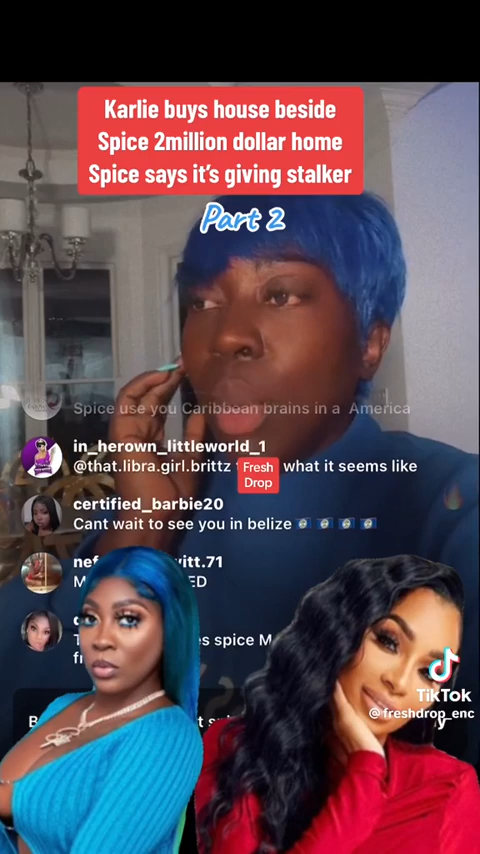 Karlie buys house beside
Spice 2million dollar home
Spice says it's giving stalker
Part 2
Spice use you Caribbean brains in a America
in_herown_littleworld_1
@that.libra.girl.brittz what it seems like
Fresh
Drop
certified_barbie20
Cant wait to see you in belize
TikTok
@freshdrop_enc